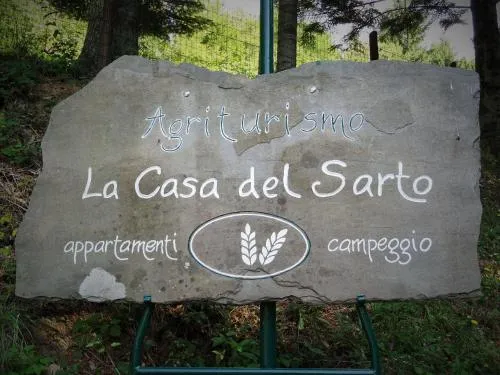 Agriturismo
La Casa del Sarto
appartamenti campeggio